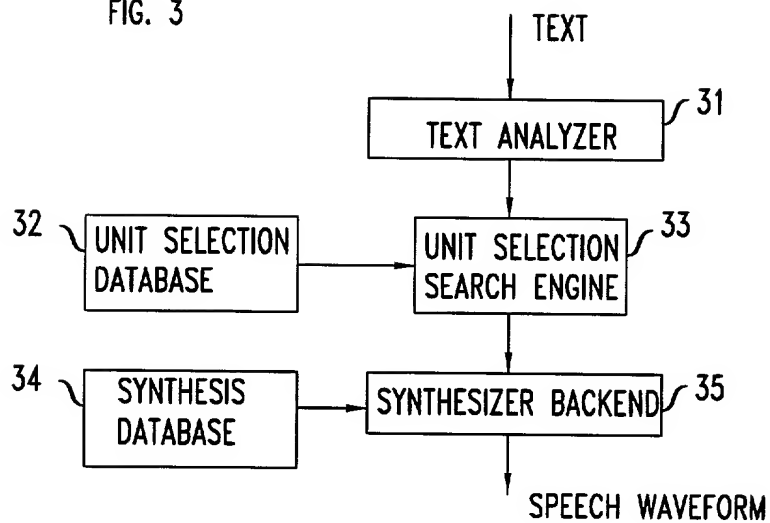 FIG. 3
TEXT
31
TEXT ANALYZER
32
UNIT SELECTION
DATABASE
33
UNIT SELECTION
SEARCH ENGINE
34
SYNTHESIS
DATABASE
SYNTHESIZER BACKEND
35
SPEECH WAVEFORM